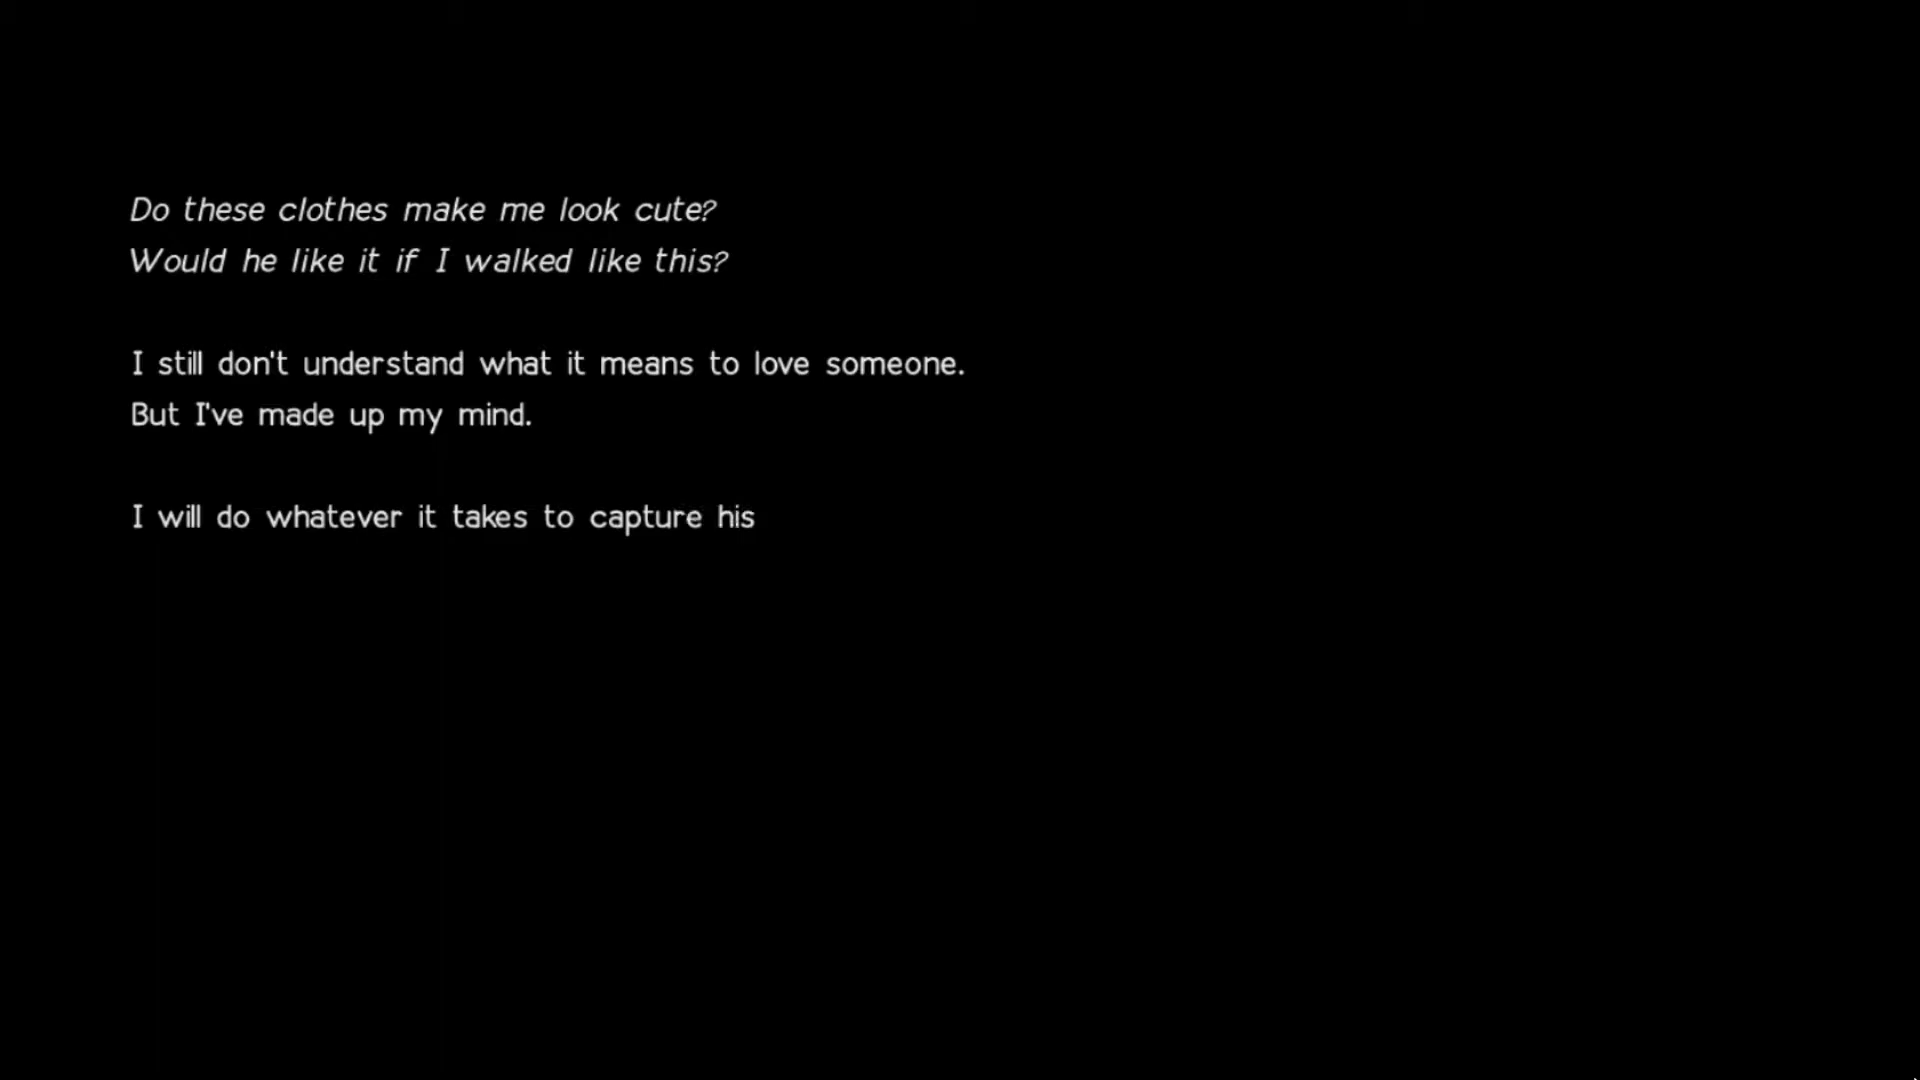 Do these clothes make me look cute?
Would he like it if I walked like this?
I still don't understand what it means to love someone.
But I've made up my mind.
I will do whatever it takes to capture his